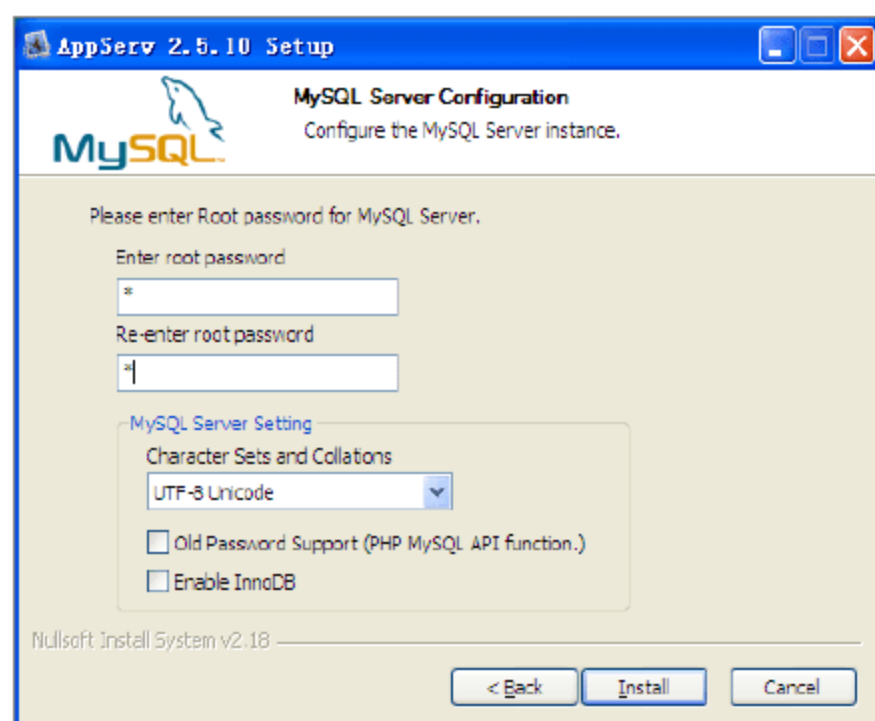 AppServ 2.5.10 Setup
MySQL Server Configuration
Configure the MySQL Server instance.
MySQL
Please enter Root password for MySQL Server.
Enter root password
*
Re-enter root password
*
MySQL Server Setting
Character Sets and Collations
UTF-8 Unicode
Old Password Support (PHP MySQL API function.)
Enable InnoDB
Nullsoft Install System v2.18
< Back Install Cancel